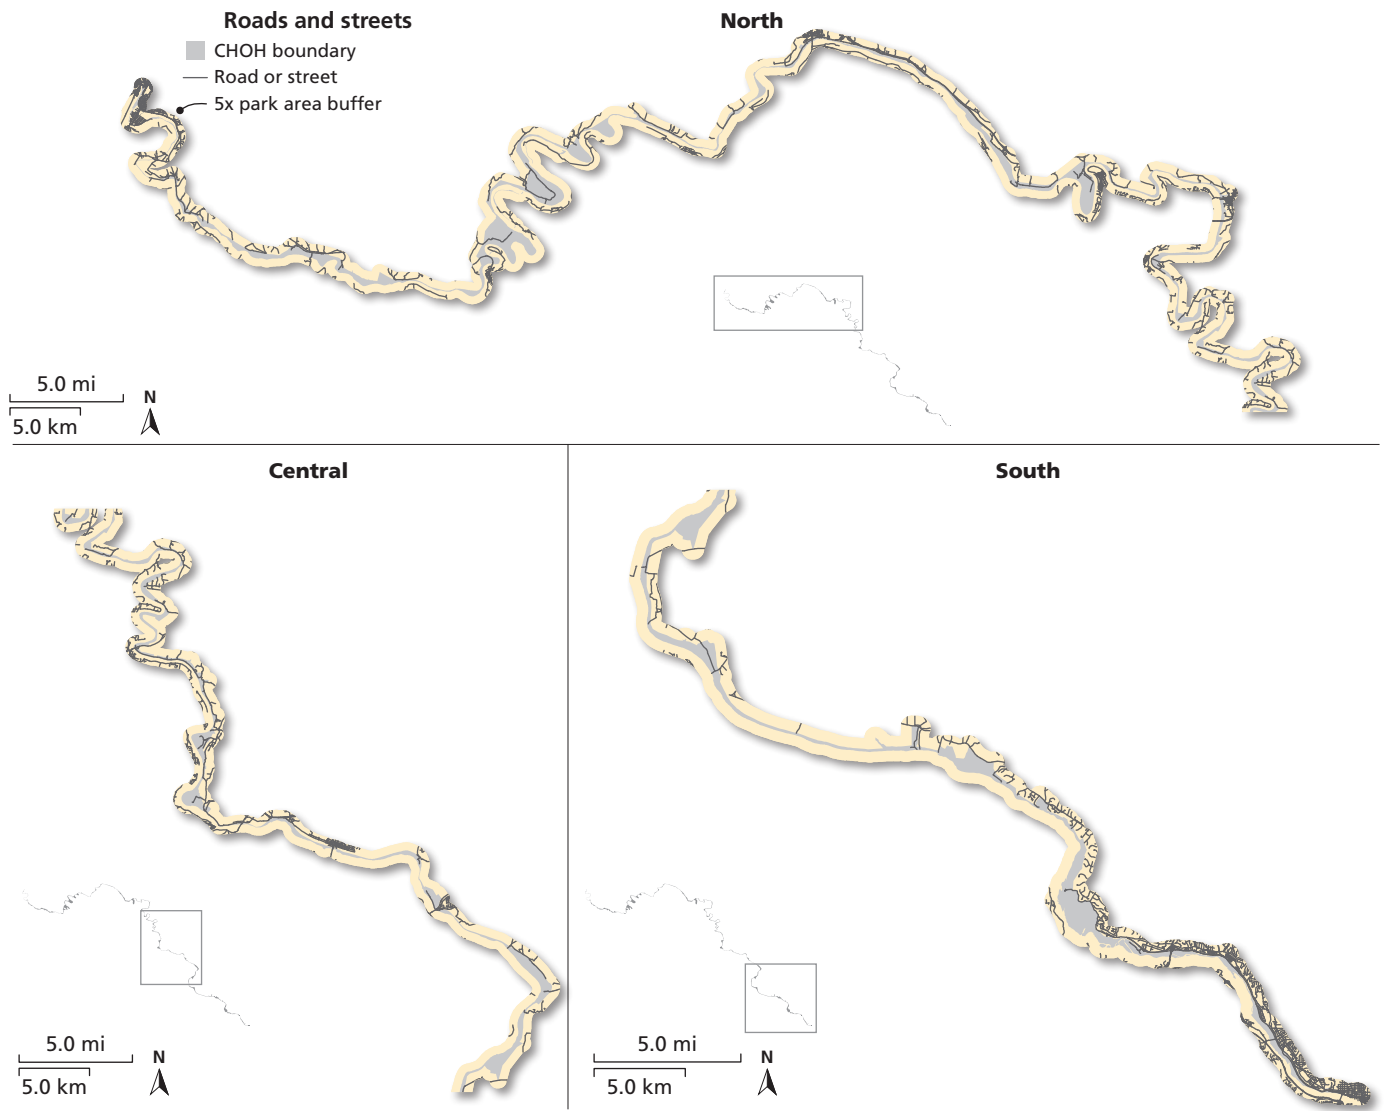 Roads and streets
CHOH boundary
Road or street
5x park area buffer
North
5.0 mi
5.0 km
N
Central
5.0 mi
5.0 km
N
South
5.0 mi
5.0 km
N